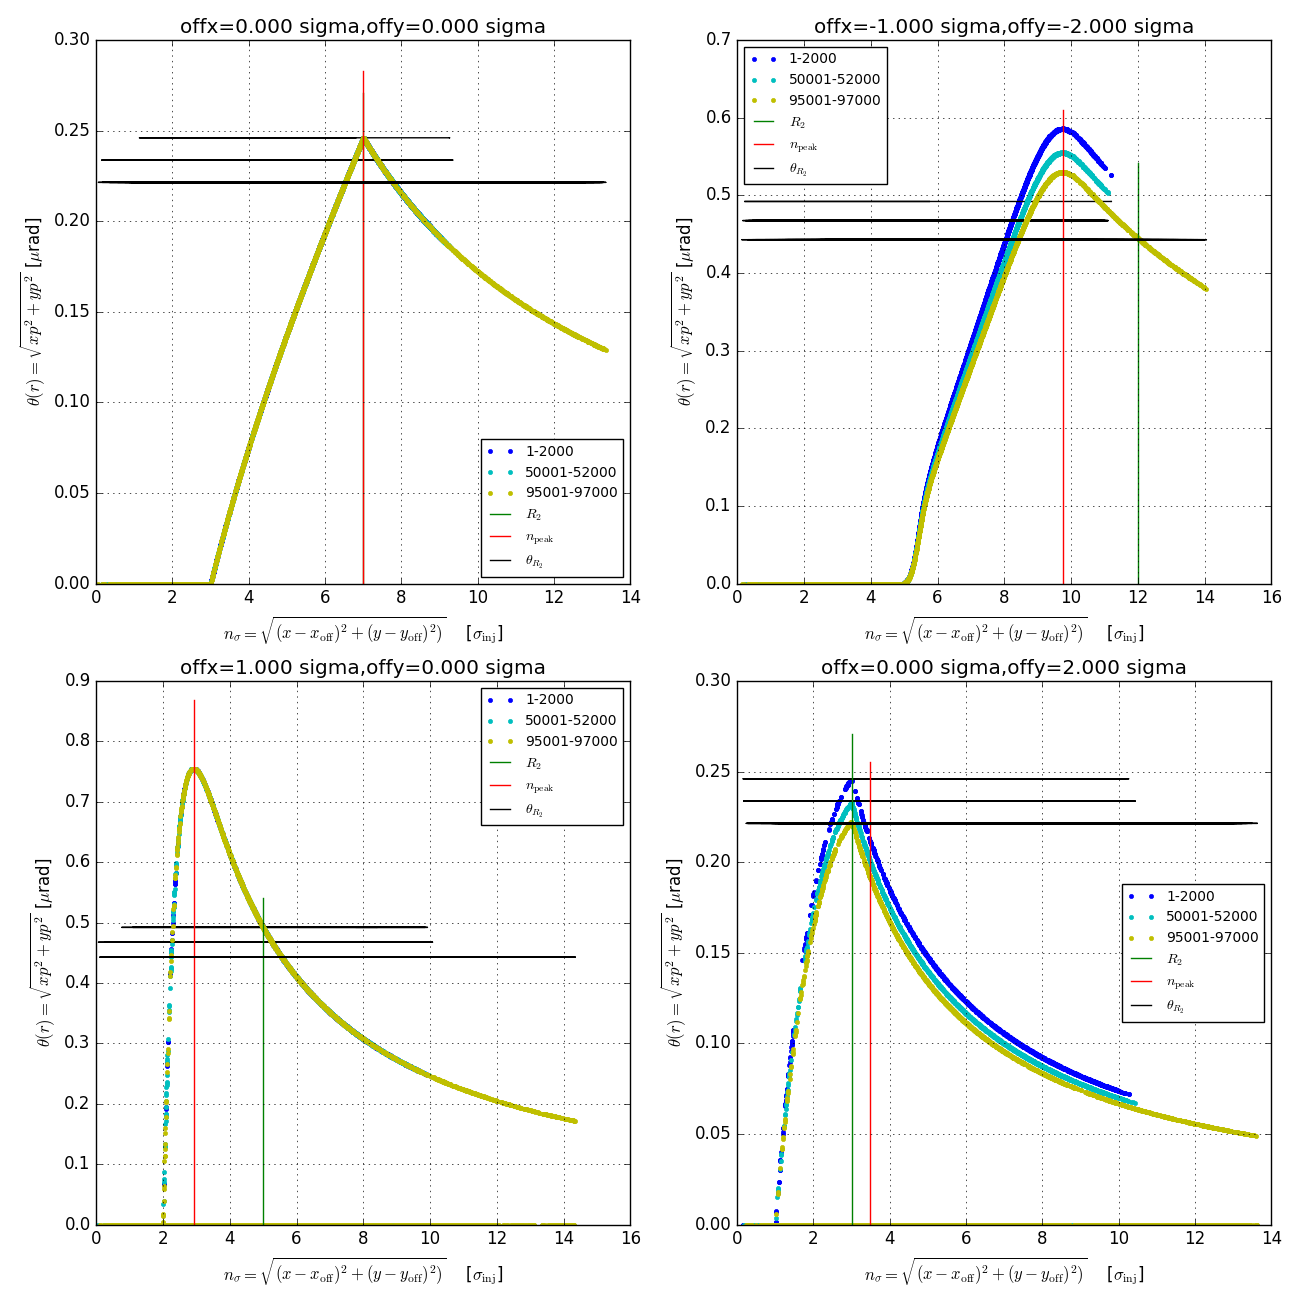 offx=0.000 sigma,offy=0.000 sigma
0.30
0.25
0.20
0.15
0.10
0.05
0.00
θ(r) = √xp² + yp² [μrad]
1-2000
50001-52000
95001-97000
R₂
n_peak
θ_R₂
0 2 4 6 8 10 12 14
n_σ = √(x − x_off)² + (y − y_off)²) [σ_inj]
offx=-1.000 sigma,offy=-2.000 sigma
0.7
0.6
0.5
0.4
0.3
0.2
0.1
0.0
θ(r) = √xp² + yp² [μrad]
1-2000
50001-52000
95001-97000
R₂
n_peak
θ_R₂
0 2 4 6 8 10 12 14 16
n_σ = √(x − x_off)² + (y − y_off)²) [σ_inj]
offx=1.000 sigma,offy=0.000 sigma
0.9
0.8
0.7
0.6
0.5
0.4
0.3
0.2
0.1
0.0
θ(r) = √xp² + yp² [μrad]
1-2000
50001-52000
95001-97000
R₂
n_peak
θ_R₂
0 2 4 6 8 10 12 14 16
n_σ = √(x − x_off)² + (y − y_off)²) [σ_inj]
offx=0.000 sigma,offy=2.000 sigma
0.30
0.25
0.20
0.15
0.10
0.05
0.00
θ(r) = √xp² + yp² [μrad]
1-2000
50001-52000
95001-97000
R₂
n_peak
θ_R₂
0 2 4 6 8 10 12 14
n_σ = √(x − x_off)² + (y − y_off)²) [σ_inj]